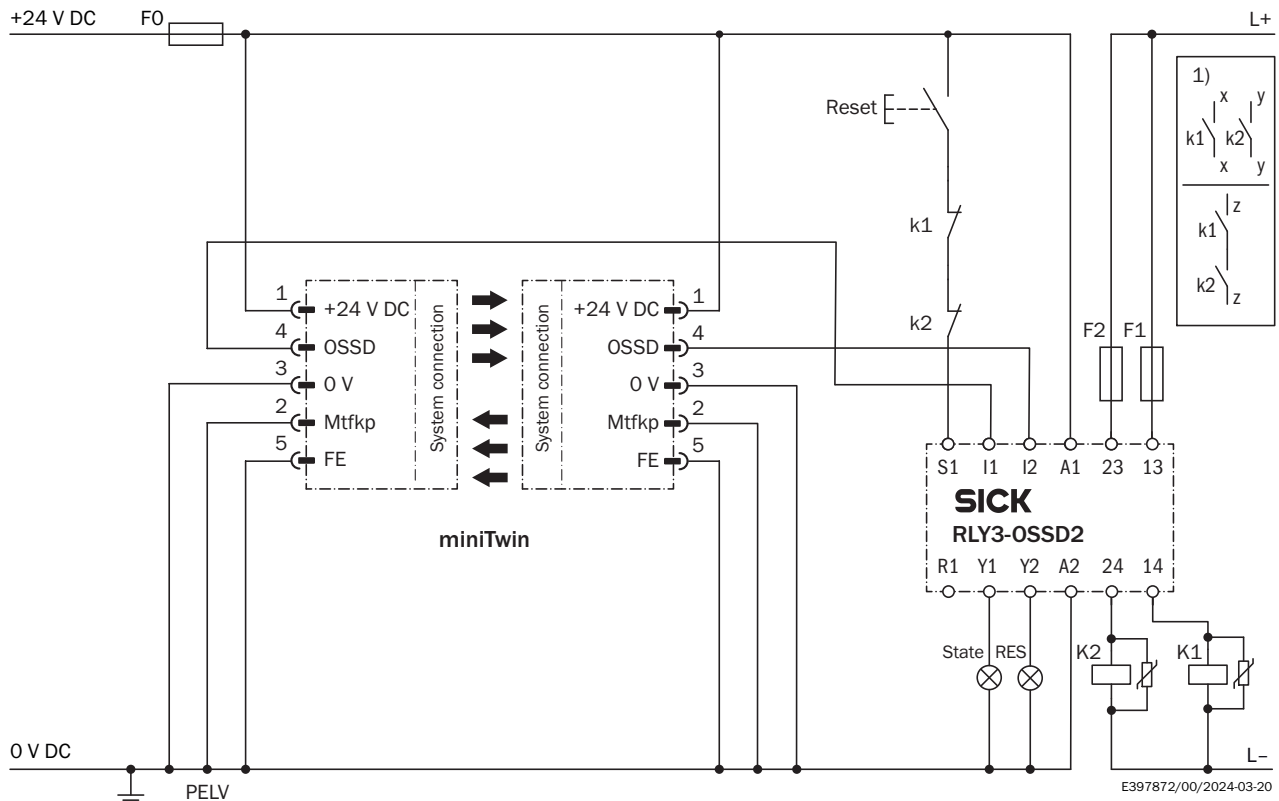 +24 V DC
F0
L+
1)
x
y
k1
k2
x
y
z
k1
k2
z
Reset
k1
k2
F2
F1
1
+24 V DC
4
OSSD
3
0 V
2
Mtfkp
5
FE
System connection
System connection
+24 V DC
1
OSSD
4
0 V
3
Mtfkp
2
FE
5
miniTwin
S1 I1 I2 A1 23 13
SICK
RLY3-OSSD2
R1 Y1 Y2 A2 24 14
State
RES
K2
K1
0 V DC
PELV
L–
E397872/00/2024-03-20